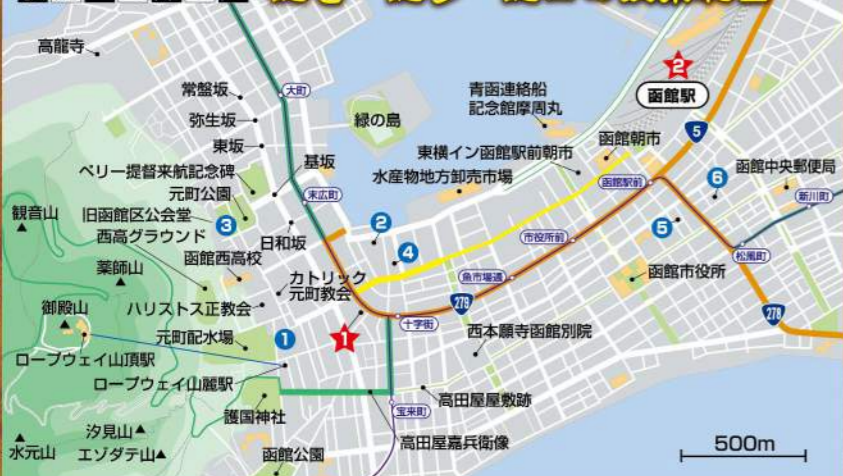 高龍寺
常盤坂
大町
弥生坂
東坂
緑の島
青函連絡船
記念館摩周丸
2
函館駅
5
ペリー提督来航記念碑
基坂
元町公園
末広町
東横イン函館駅前朝市
函館朝市
水産物地方卸売市場
函館駅前
6
函館中央郵便局
新川町
観音山
旧函館区公会堂
3
西高グラウンド
日和坂
2
函館西高校
4
市役所前
5
松風町
薬師山
カトリック
元町教会
魚市場通
函館市役所
御殿山
ハリストス正教会
279
278
十字街
元町配水場
1
1
西本願寺函館別院
ロープウェイ山頂駅
ロープウェイ山麓駅
護国神社
宝来町
高田屋屋敷跡
汐見山
高田屋嘉兵衛像
水元山
エゾダテ山
函館公園
500m